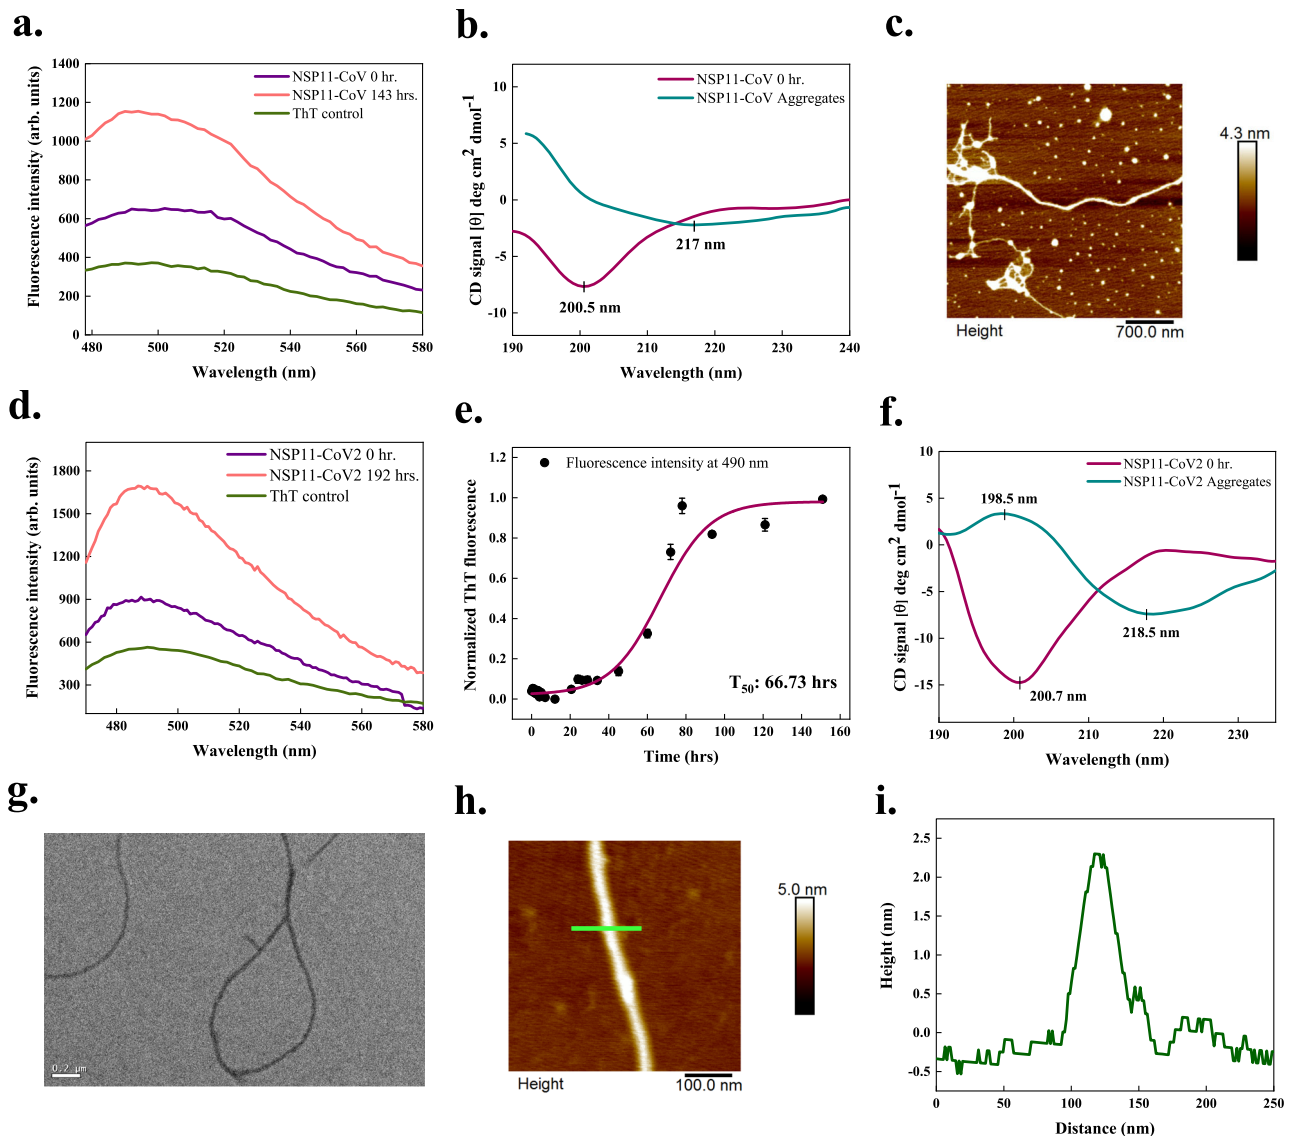 a.
1400
1200
1000
800
600
400
200
0
480 500 520 540 560 580
Fluorescence intensity (arb. units)
Wavelength (nm)
NSP11-CoV 0 hr.
NSP11-CoV 143 hrs.
ThT control
b.
10
5
0
-5
-10
190 200 210 220 230 240
CD signal [θ] deg cm2 dmol-1
Wavelength (nm)
NSP11-CoV 0 hr.
NSP11-CoV Aggregates
217 nm
200.5 nm
c.
4.3 nm
Height
700.0 nm
d.
1800
1500
1200
900
600
300
480 500 520 540 560 580
Fluorescence intensity (arb. units)
Wavelength (nm)
NSP11-CoV2 0 hr.
NSP11-CoV2 192 hrs.
ThT control
e.
1.2
1.0
0.8
0.6
0.4
0.2
0.0
0 20 40 60 80 100 120 140 160
Normalized ThT fluorescence
Time (hrs)
Fluorescence intensity at 490 nm
T50: 66.73 hrs
f.
10
5
0
-5
-10
-15
190 200 210 220 230
CD signal [θ] deg cm2 dmol-1
Wavelength (nm)
NSP11-CoV2 0 hr.
NSP11-CoV2 Aggregates
198.5 nm
218.5 nm
200.7 nm
g.
0.2 µm
h.
5.0 nm
Height
100.0 nm
i.
2.5
2.0
1.5
1.0
0.5
0.0
-0.5
0 50 100 150 200 250
Height (nm)
Distance (nm)